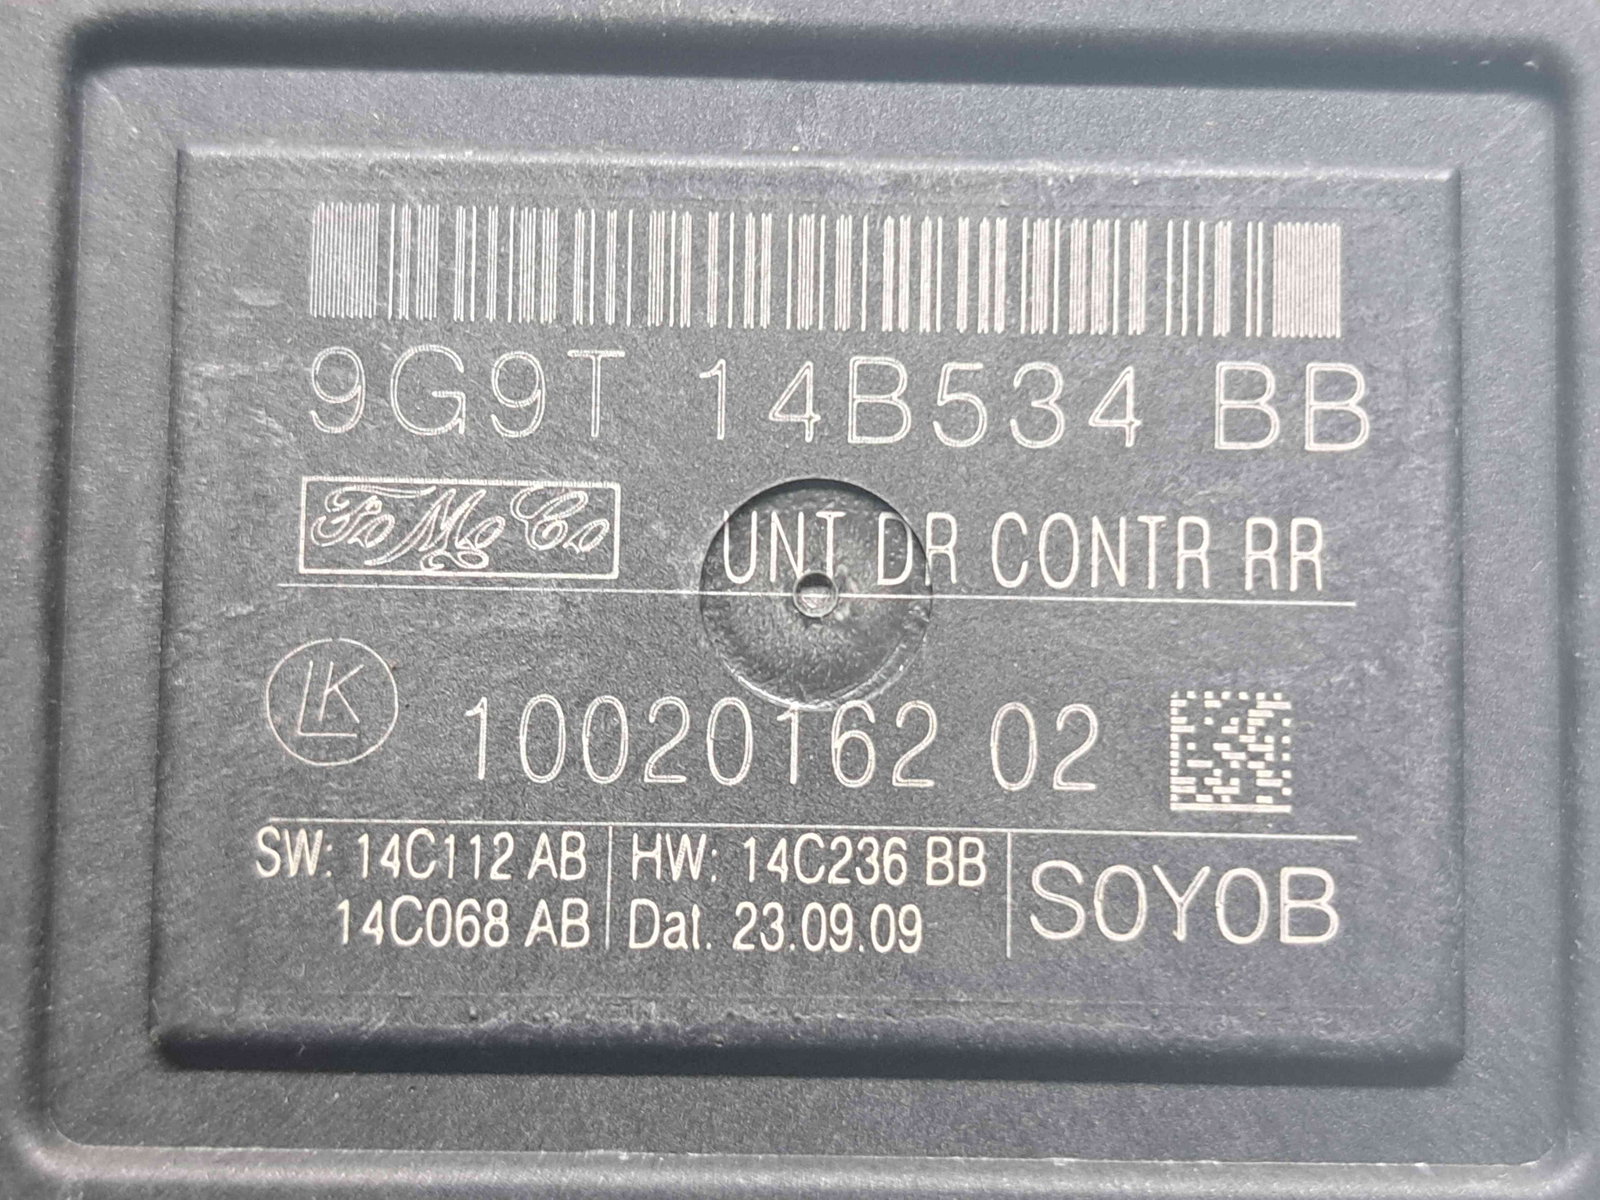 9G9T 14B534 BB
FoMoCo UNT DR CONTR RR
LK 10020162 02
SW: 14C112 AB HW: 14C236 BB SOYOB
14C068 AB Dat. 23.09.09